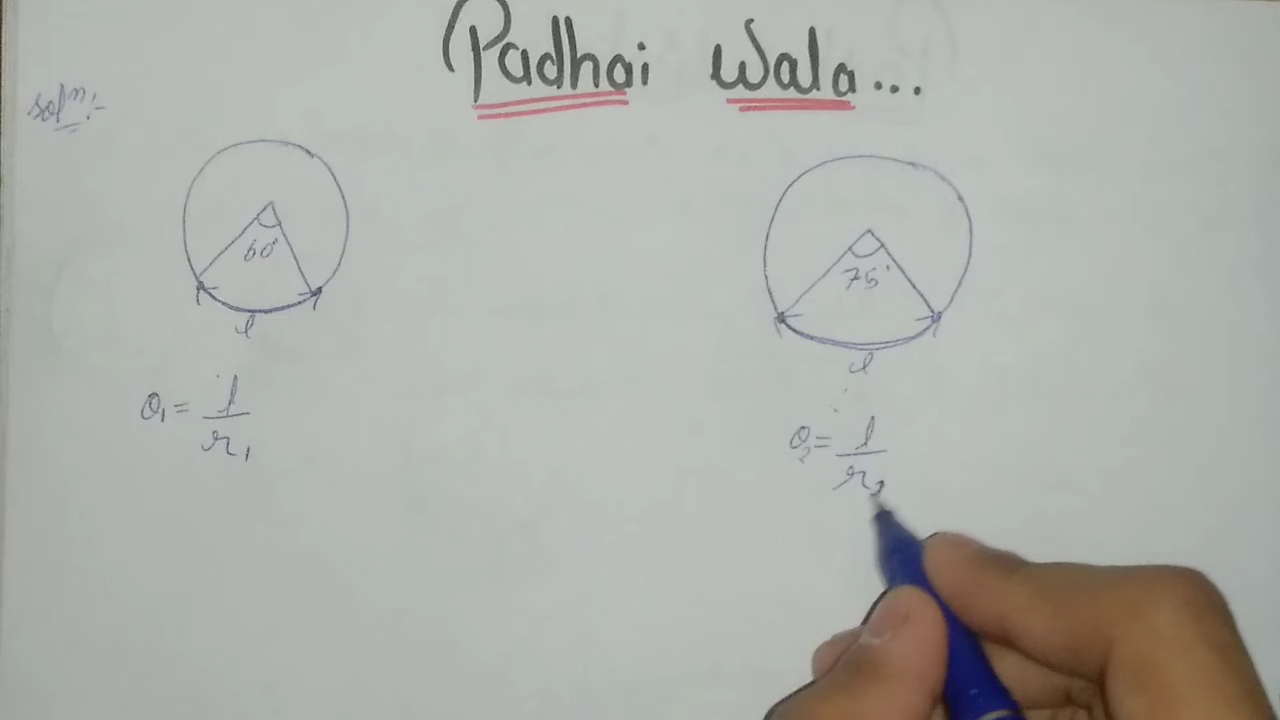 Padhai Wala...
Solⁿ:-
60°
l
75°
l
θ₁ = l/r₁
θ₂ = l/r₂